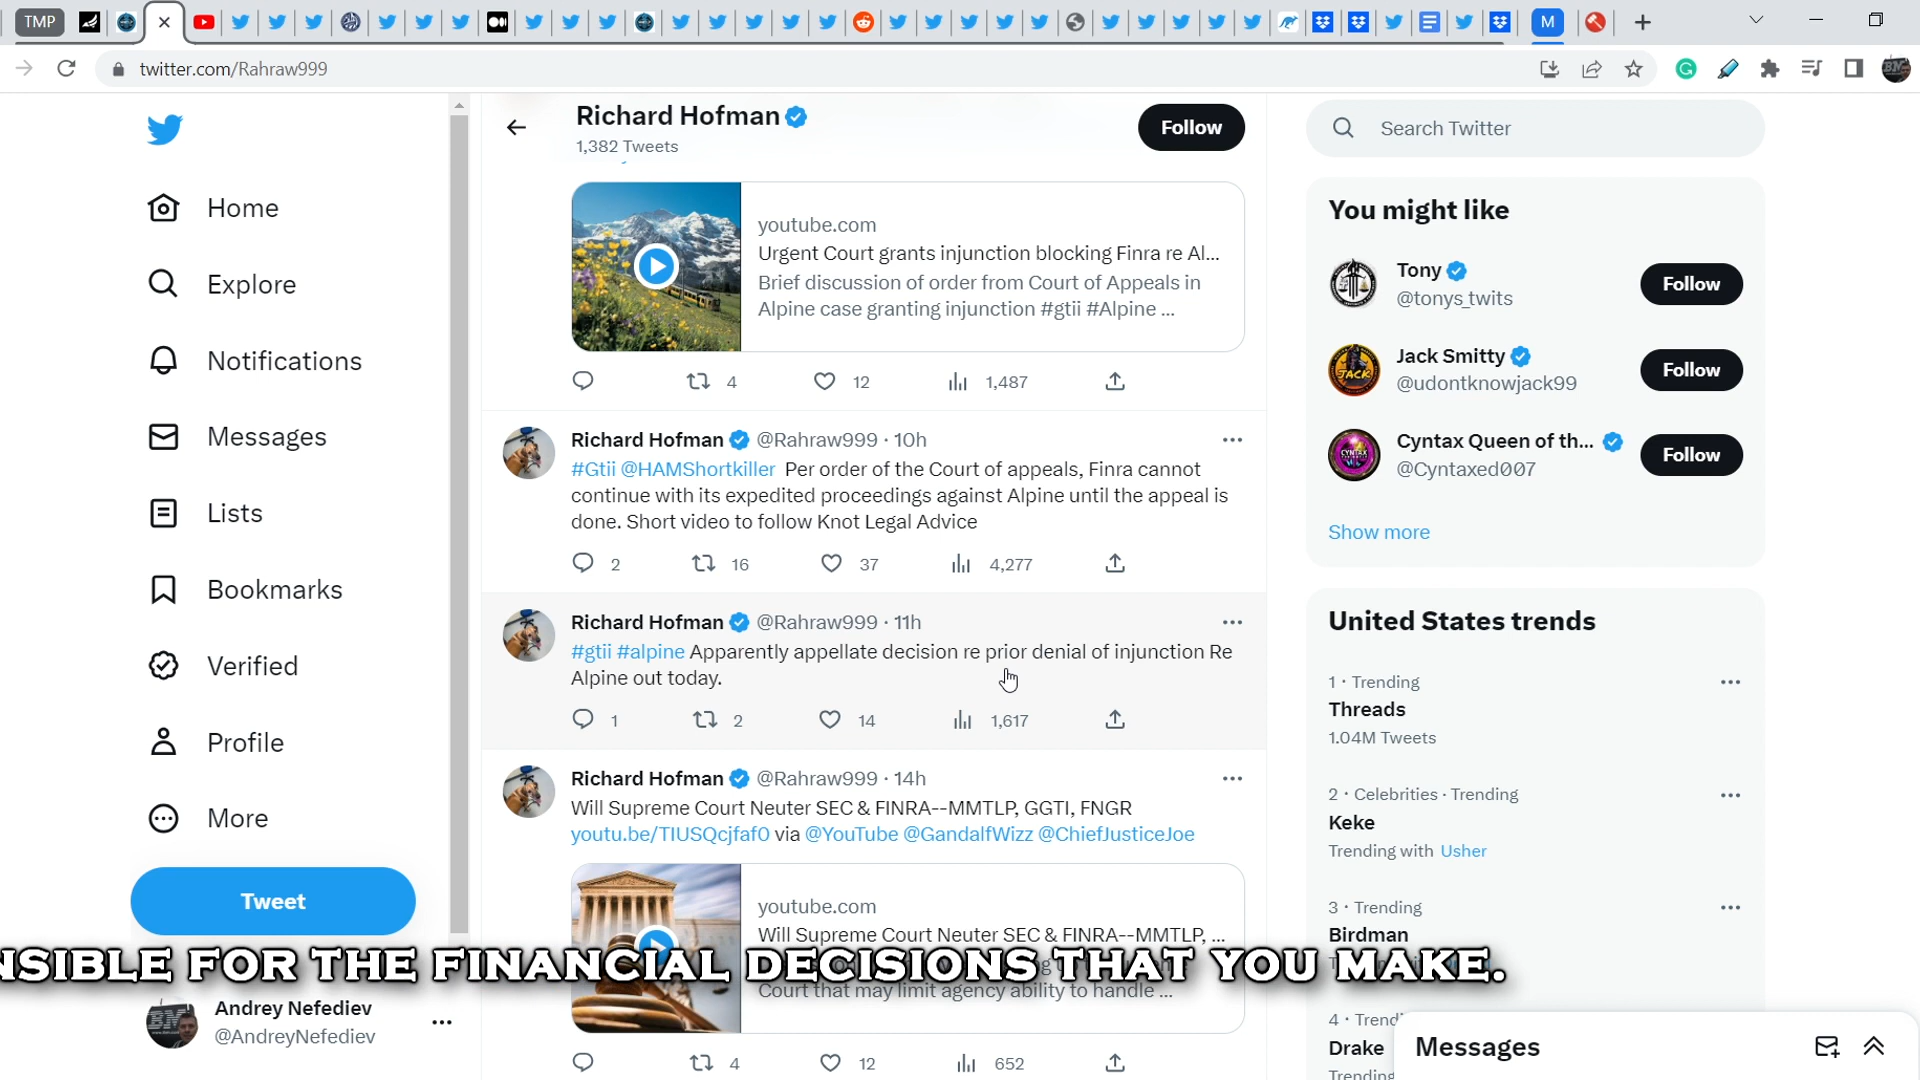 TMP
M
twitter.com/Rahraw999
Richard Hofman
1,382 Tweets
Follow
Search Twitter
Home
Explore
Notifications
Messages
Lists
Bookmarks
Verified
Profile
More
Tweet
Andrey Nefediev
@AndreyNefediev
youtube.com
Urgent Court grants injunction blocking Finra re Al...
Brief discussion of order from Court of Appeals in
Alpine case granting injunction #gtii #Alpine ...
4 12 1,487
Richard Hofman @Rahraw999 · 10h
#Gtii @HAMShortkiller Per order of the Court of appeals, Finra cannot
continue with its expedited proceedings against Alpine until the appeal is
done. Short video to follow Knot Legal Advice
2 16 37 4,277
Richard Hofman @Rahraw999 · 11h
#gtii #alpine Apparently appellate decision re prior denial of injunction Re
Alpine out today.
1 2 14 1,617
Richard Hofman @Rahraw999 · 14h
Will Supreme Court Neuter SEC & FINRA--MMTLP, GGTI, FNGR
youtu.be/TIUSQcjfaf0 via @YouTube @GandalfWizz @ChiefJusticeJoe
youtube.com
Will Supreme Court Neuter SEC & FINRA--MMTLP, ...
Court that may limit agency ability to handle ...
4 12 652
NSIBLE FOR THE FINANCIAL DECISIONS THAT YOU MAKE.
You might like
Tony
@tonys_twits
Follow
Jack Smitty
@udontknowjack99
Follow
Cyntax Queen of th...
@Cyntaxed007
Follow
Show more
United States trends
1 · Trending
Threads
1.04M Tweets
2 · Celebrities · Trending
Keke
Trending with Usher
3 · Trending
Birdman
4 · Trendi
Drake
Trending
Messages